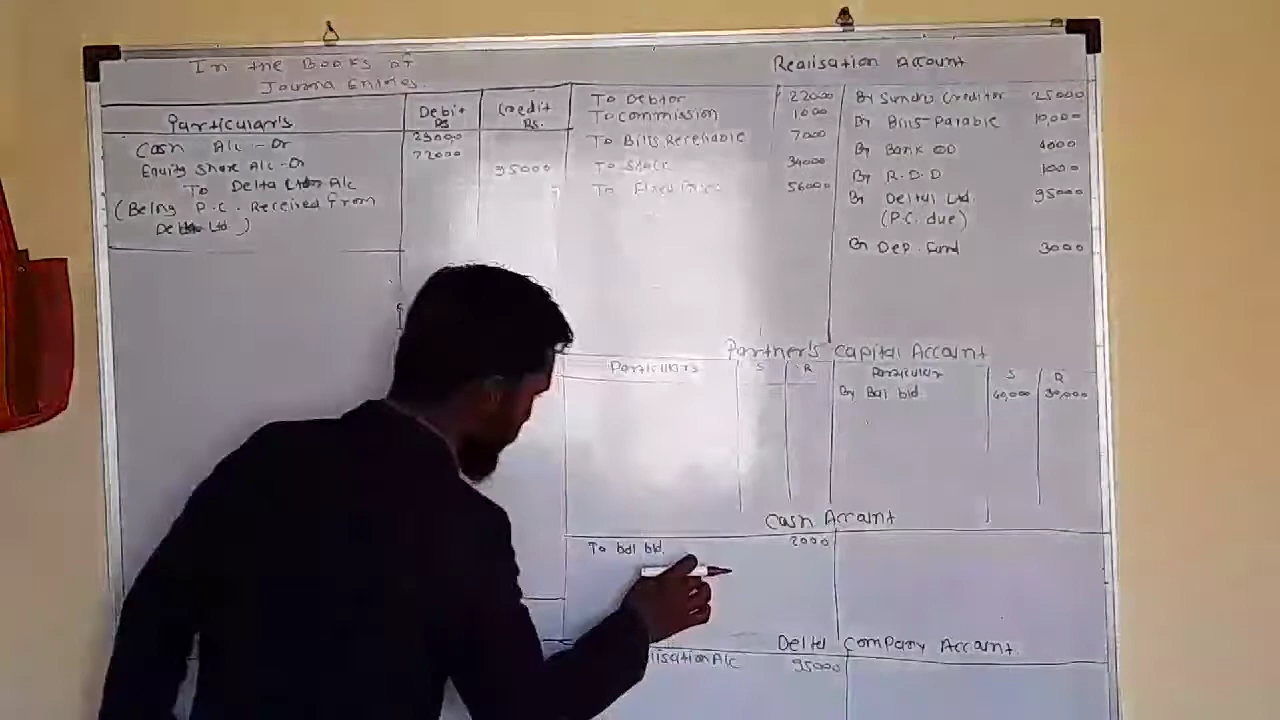 In the Books of
Journal Entries.
Particular's
Debit
Rs
Credit
Rs.
Cash A/c - Dr
23000
Equity Share A/c - Dr
72000
To Delta Ltd A/c
95000
(Being P.C. Received from
Delta Ltd)
Realisation Account
To Debtor 22000
To commission 1000
To Bills Receivable 7000
To Stock 34000
To Fixed 56000
By Sundry Creditor 25000
By Bills-Payable 10,000
By Bank OD 4000
By R.D.D 1000
By Delta Ltd. 95000
(P.C. due)
By Dep. Fund 3000
Partner's Capital Account
Particulars S R
Particular S R
By Bal b/d 40,000 30,000
Cash Account
To bal b/d. 2000
Delta Company Account
lisation A/c 95000